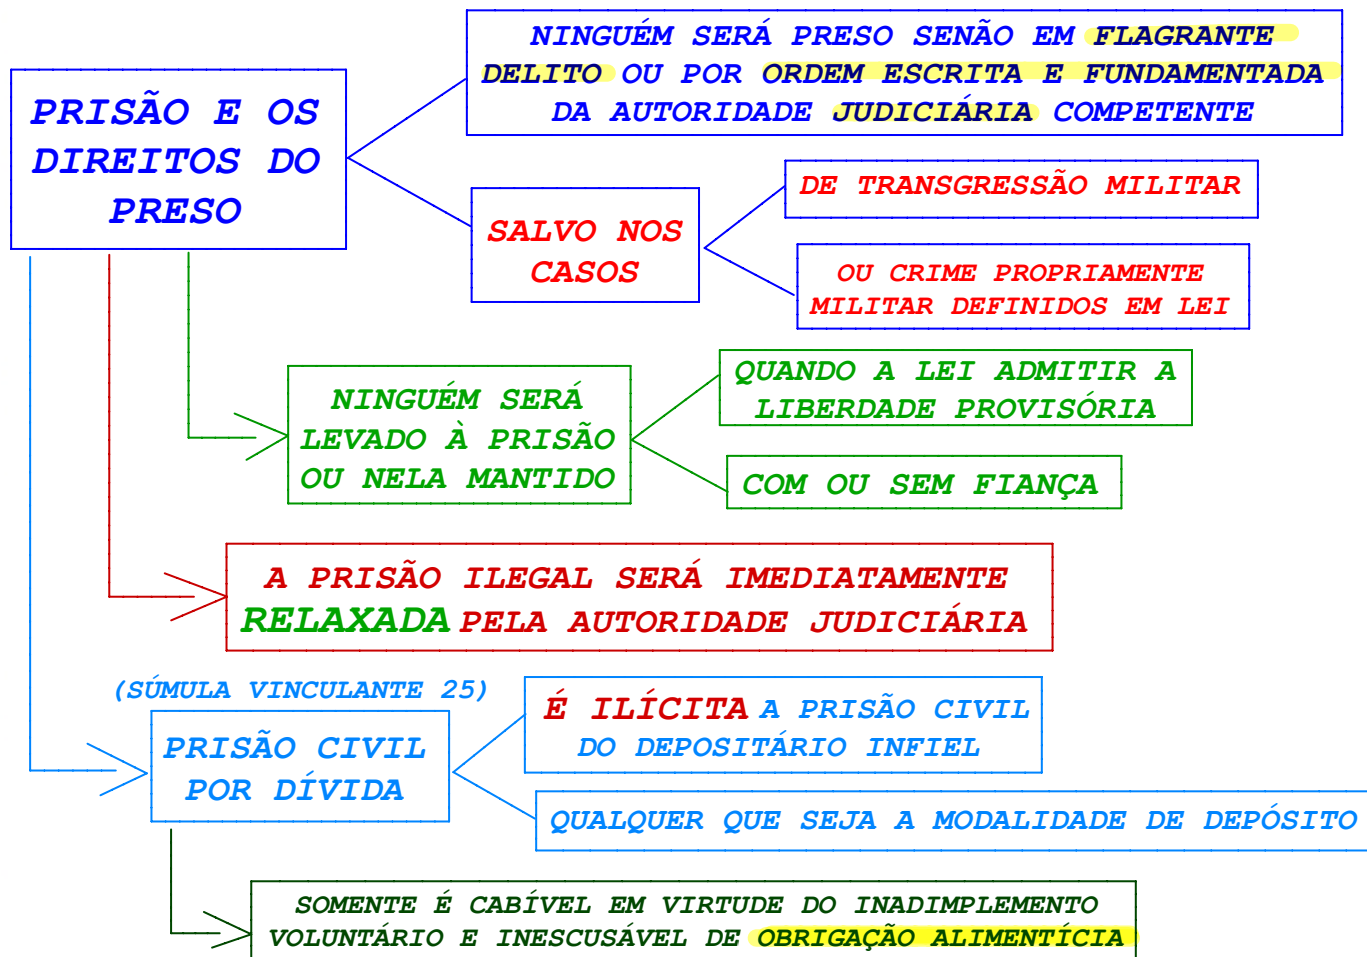 PRISÃO E OS
DIREITOS DO
PRESO
NINGUÉM SERÁ PRESO SENÃO EM FLAGRANTE
DELITO OU POR ORDEM ESCRITA E FUNDAMENTADA
DA AUTORIDADE JUDICIÁRIA COMPETENTE
SALVO NOS
CASOS
DE TRANSGRESSÃO MILITAR
OU CRIME PROPRIAMENTE
MILITAR DEFINIDOS EM LEI
NINGUÉM SERÁ
LEVADO À PRISÃO
OU NELA MANTIDO
QUANDO A LEI ADMITIR A
LIBERDADE PROVISÓRIA
COM OU SEM FIANÇA
A PRISÃO ILEGAL SERÁ IMEDIATAMENTE
RELAXADA PELA AUTORIDADE JUDICIÁRIA
(SÚMULA VINCULANTE 25)
PRISÃO CIVIL
POR DÍVIDA
É ILÍCITA A PRISÃO CIVIL
DO DEPOSITÁRIO INFIEL
QUALQUER QUE SEJA A MODALIDADE DE DEPÓSITO
SOMENTE É CABÍVEL EM VIRTUDE DO INADIMPLEMENTO
VOLUNTÁRIO E INESCUSÁVEL DE OBRIGAÇÃO ALIMENTÍCIA